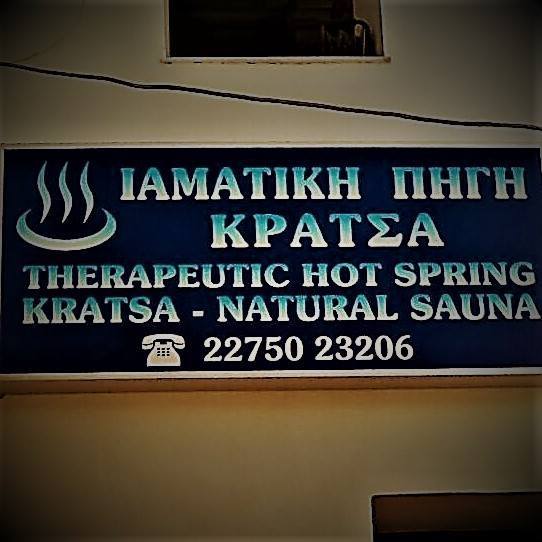 ΙΑΜΑΤΙΚΗ ΠΗΓΗ
ΚΡΑΤΣΑ
THERAPEUTIC HOT SPRING
KRATSA - NATURAL SAUNA
22750 23206